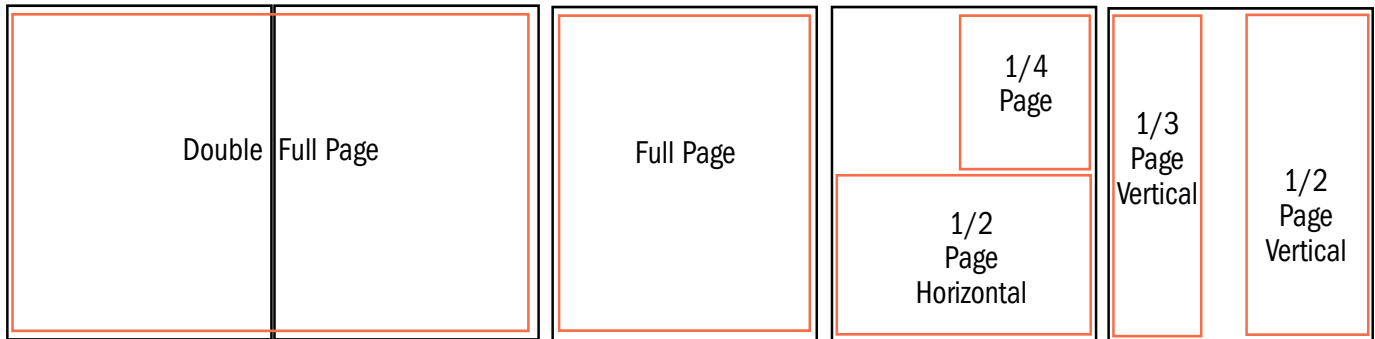 Double Full Page
Full Page
1/4
Page
1/2
Page
Horizontal
1/3
Page
Vertical
1/2
Page
Vertical